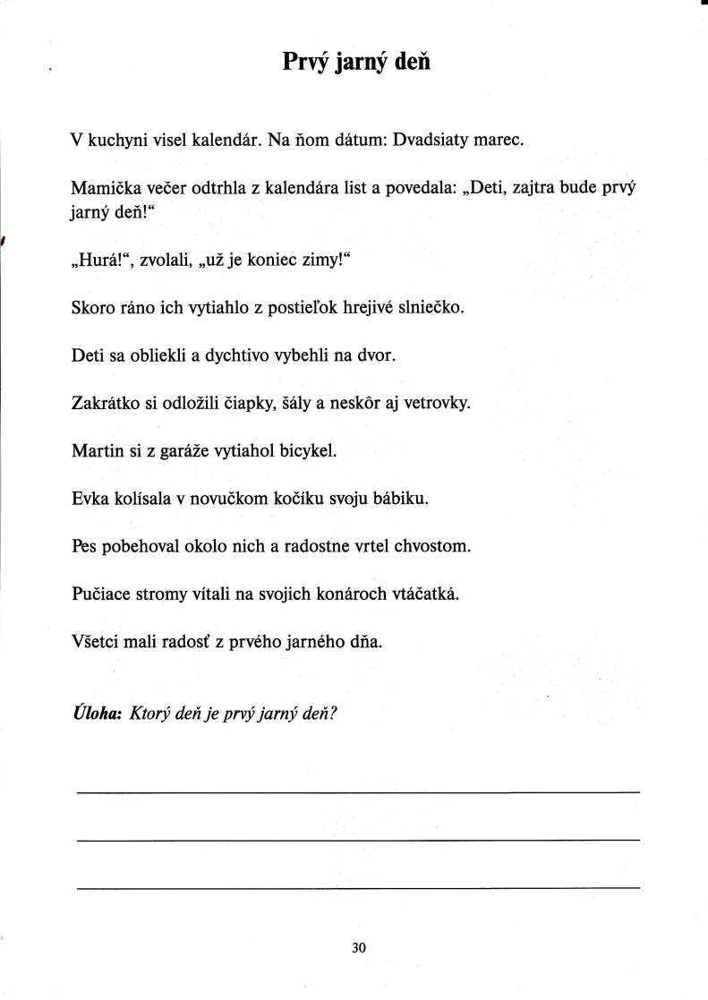 Prvý jarný deň
V kuchyni visel kalendár. Na ňom dátum: Dvadsiaty marec.
Mamička večer odtrhla z kalendára list a povedala: „Deti, zajtra bude prvý
jarný deň!“
„Hurá!“, zvolali, „už je koniec zimy!“
Skoro ráno ich vytiahlo z postieľok hrejivé slniečko.
Deti sa obliekli a dychtivo vybehli na dvor.
Zakrátko si odložili čiapky, šály a neskôr aj vetrovky.
Martin si z garáže vytiahol bicykel.
Evka kolísala v novučkom kočíku svoju bábiku.
Pes pobehoval okolo nich a radostne vrtel chvostom.
Pučiace stromy vítali na svojich konároch vtáčatká.
Všetci mali radosť z prvého jarného dňa.
Úloha: Ktorý deň je prvý jarný deň?
30